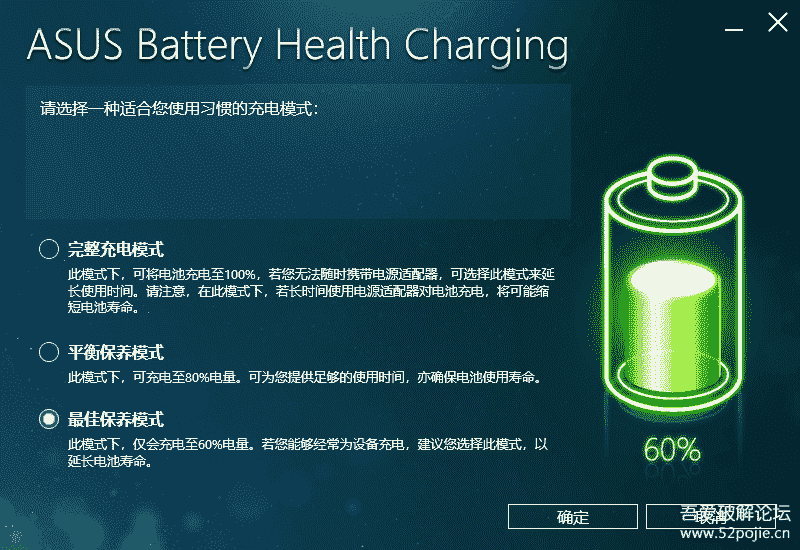 ASUS Battery Health Charging
请选择一种适合您使用习惯的充电模式：
完整充电模式
此模式下，可将电池充电至100%，若您无法随时携带电源适配器，可选择此模式来延
长使用时间。请注意，在此模式下，若长时间使用电源适配器对电池充电，将可能缩
短电池寿命。
平衡保养模式
此模式下，可充电至80%电量。可为您提供足够的使用时间，亦确保电池使用寿命。
最佳保养模式
此模式下，仅会充电至60%电量。若您能够经常为设备充电，建议您选择此模式，以
延长电池寿命。
60%
确定
取消
吾爱破解论坛
www.52pojie.cn